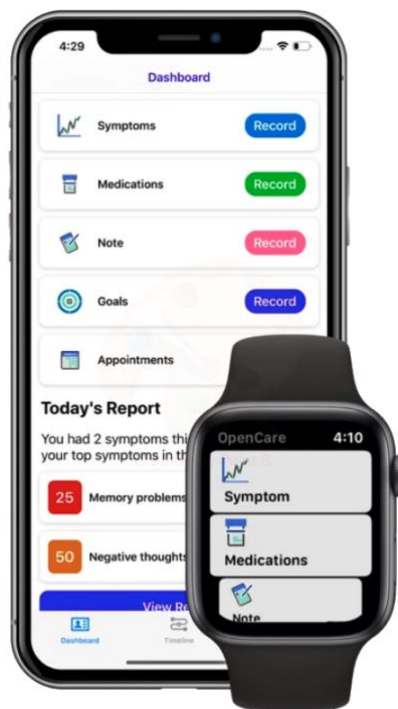 4:29
Dashboard
Symptoms
Record
Medications
Record
Note
Record
Goals
Record
Appointments
Today's Report
You had 2 symptoms thi
your top symptoms in th
25
Memory problems
50
Negative thoughts
View Re
Dashboard
Timeline
OpenCare
4:10
Symptom
Medications
Note